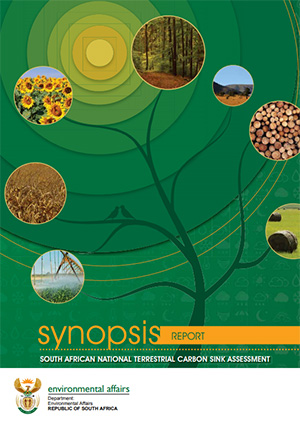 synopsis REPORT
SOUTH AFRICAN NATIONAL TERRESTRIAL CARBON SINK ASSESSMENT
environmental affairs
Department:
Environmental Affairs
REPUBLIC OF SOUTH AFRICA